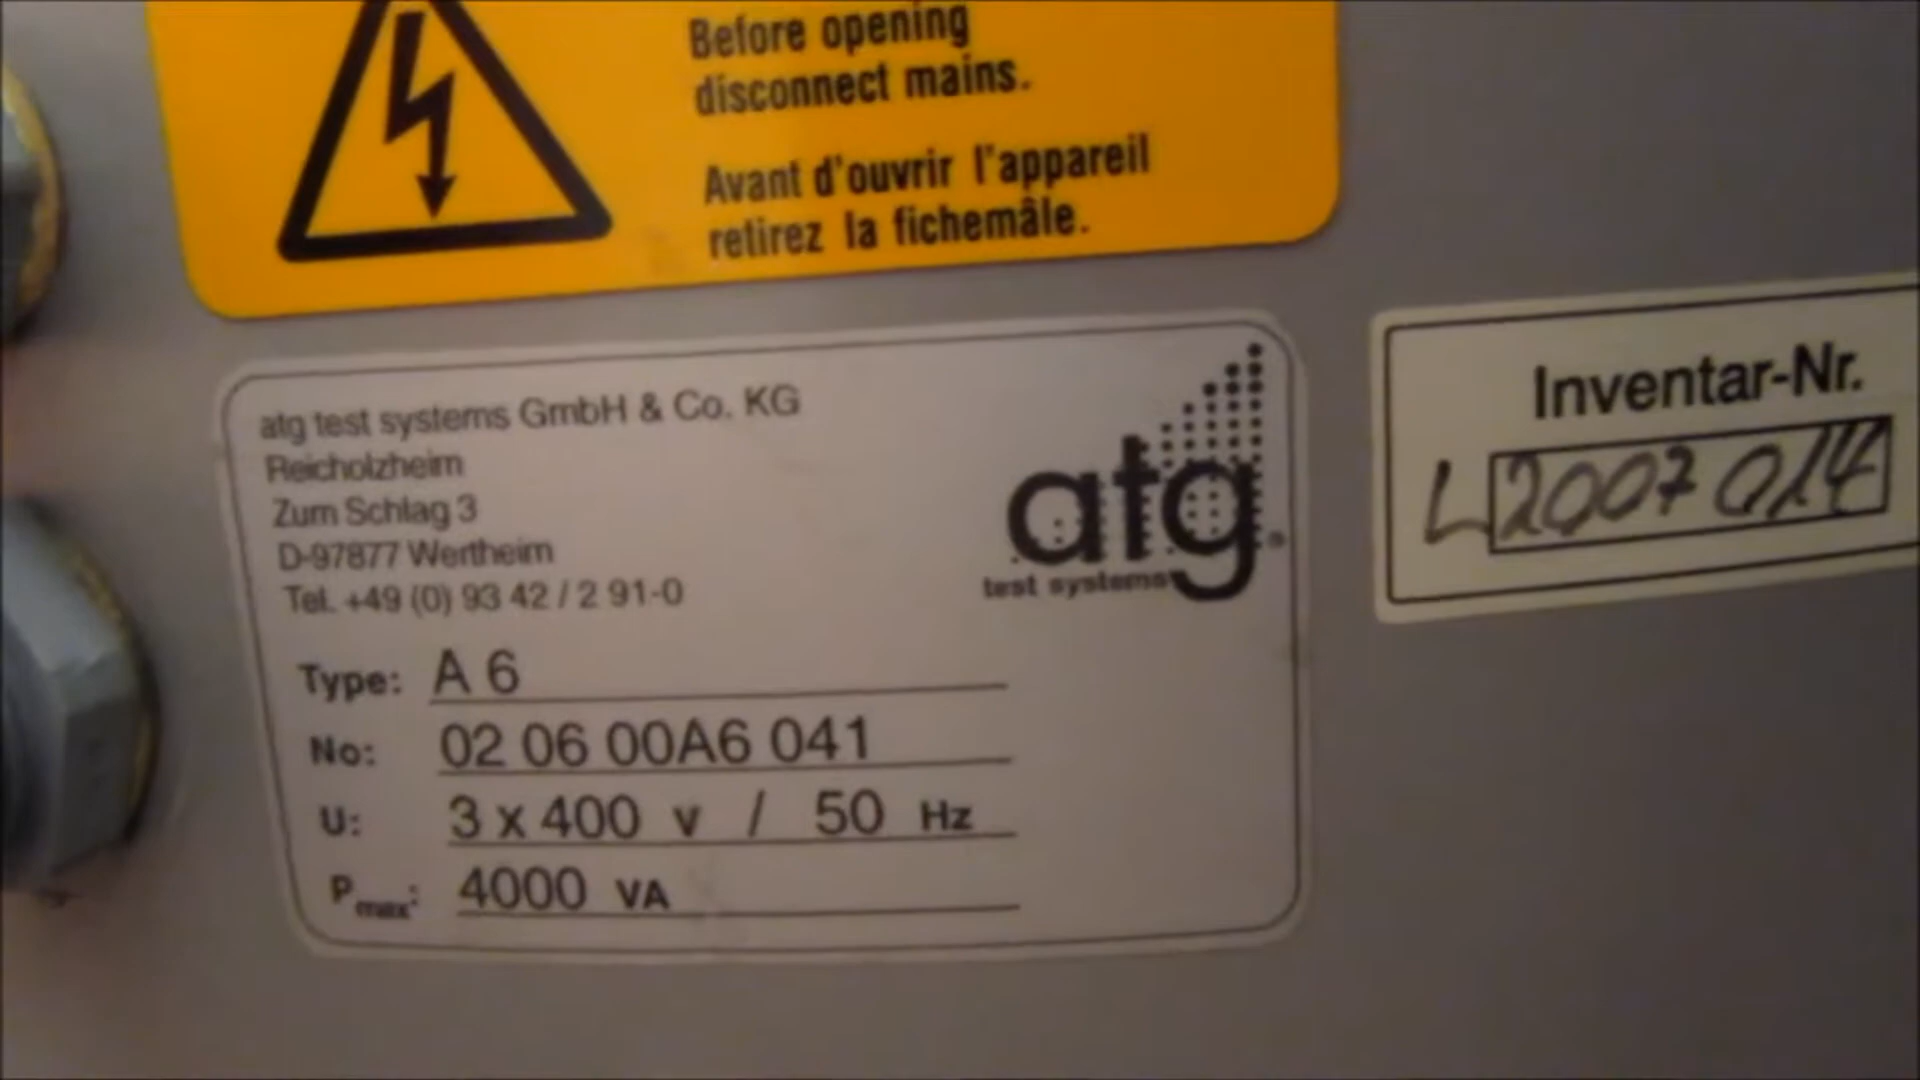 Before opening
disconnect mains.
Avant d'ouvrir l'appareil
retirez la fichemâle.
atg test systems GmbH & Co. KG
Reicholzheim
Zum Schlag 3
D-97877 Wertheim
Tel. +49 (0) 93 42 / 2 91-0
atg
test systems
Type: A 6
No: 02 06 00A6 041
U: 3 x 400 V / 50 Hz
Pmax: 4000 VA
Inventar-Nr.
L2007014